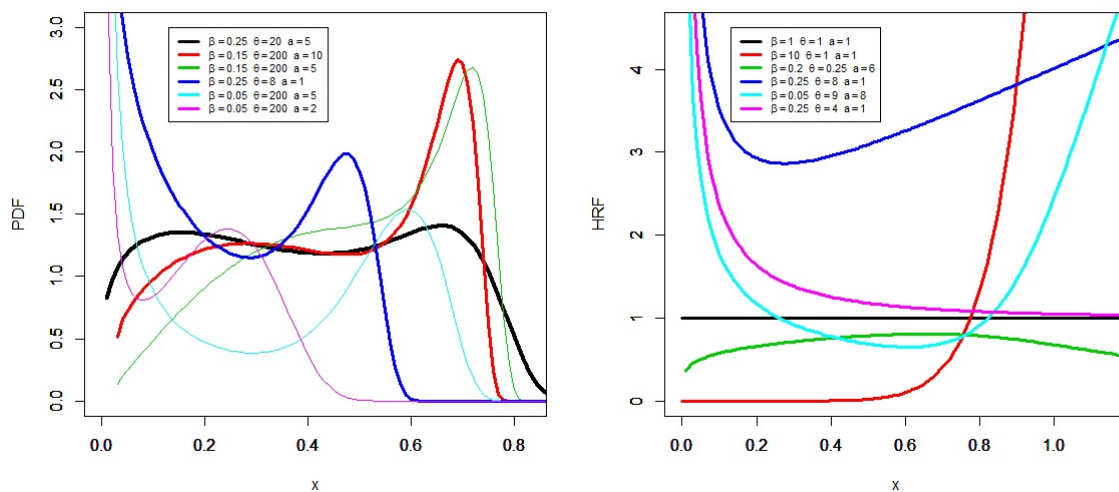 β=0.25 θ=20 a=5
β=0.15 θ=200 a=10
β=0.15 θ=200 a=5
β=0.25 θ=8 a=1
β=0.05 θ=200 a=5
β=0.05 θ=200 a=2
PDF
3.0
2.5
2.0
1.5
1.0
0.5
0.0
0.0 0.2 0.4 0.6 0.8
x
β=1 θ=1 a=1
β=10 θ=1 a=1
β=0.2 θ=0.25 a=6
β=0.25 θ=8 a=1
β=0.05 θ=9 a=8
β=0.25 θ=4 a=1
HRF
4
3
2
1
0
0.0 0.2 0.4 0.6 0.8 1.0
x